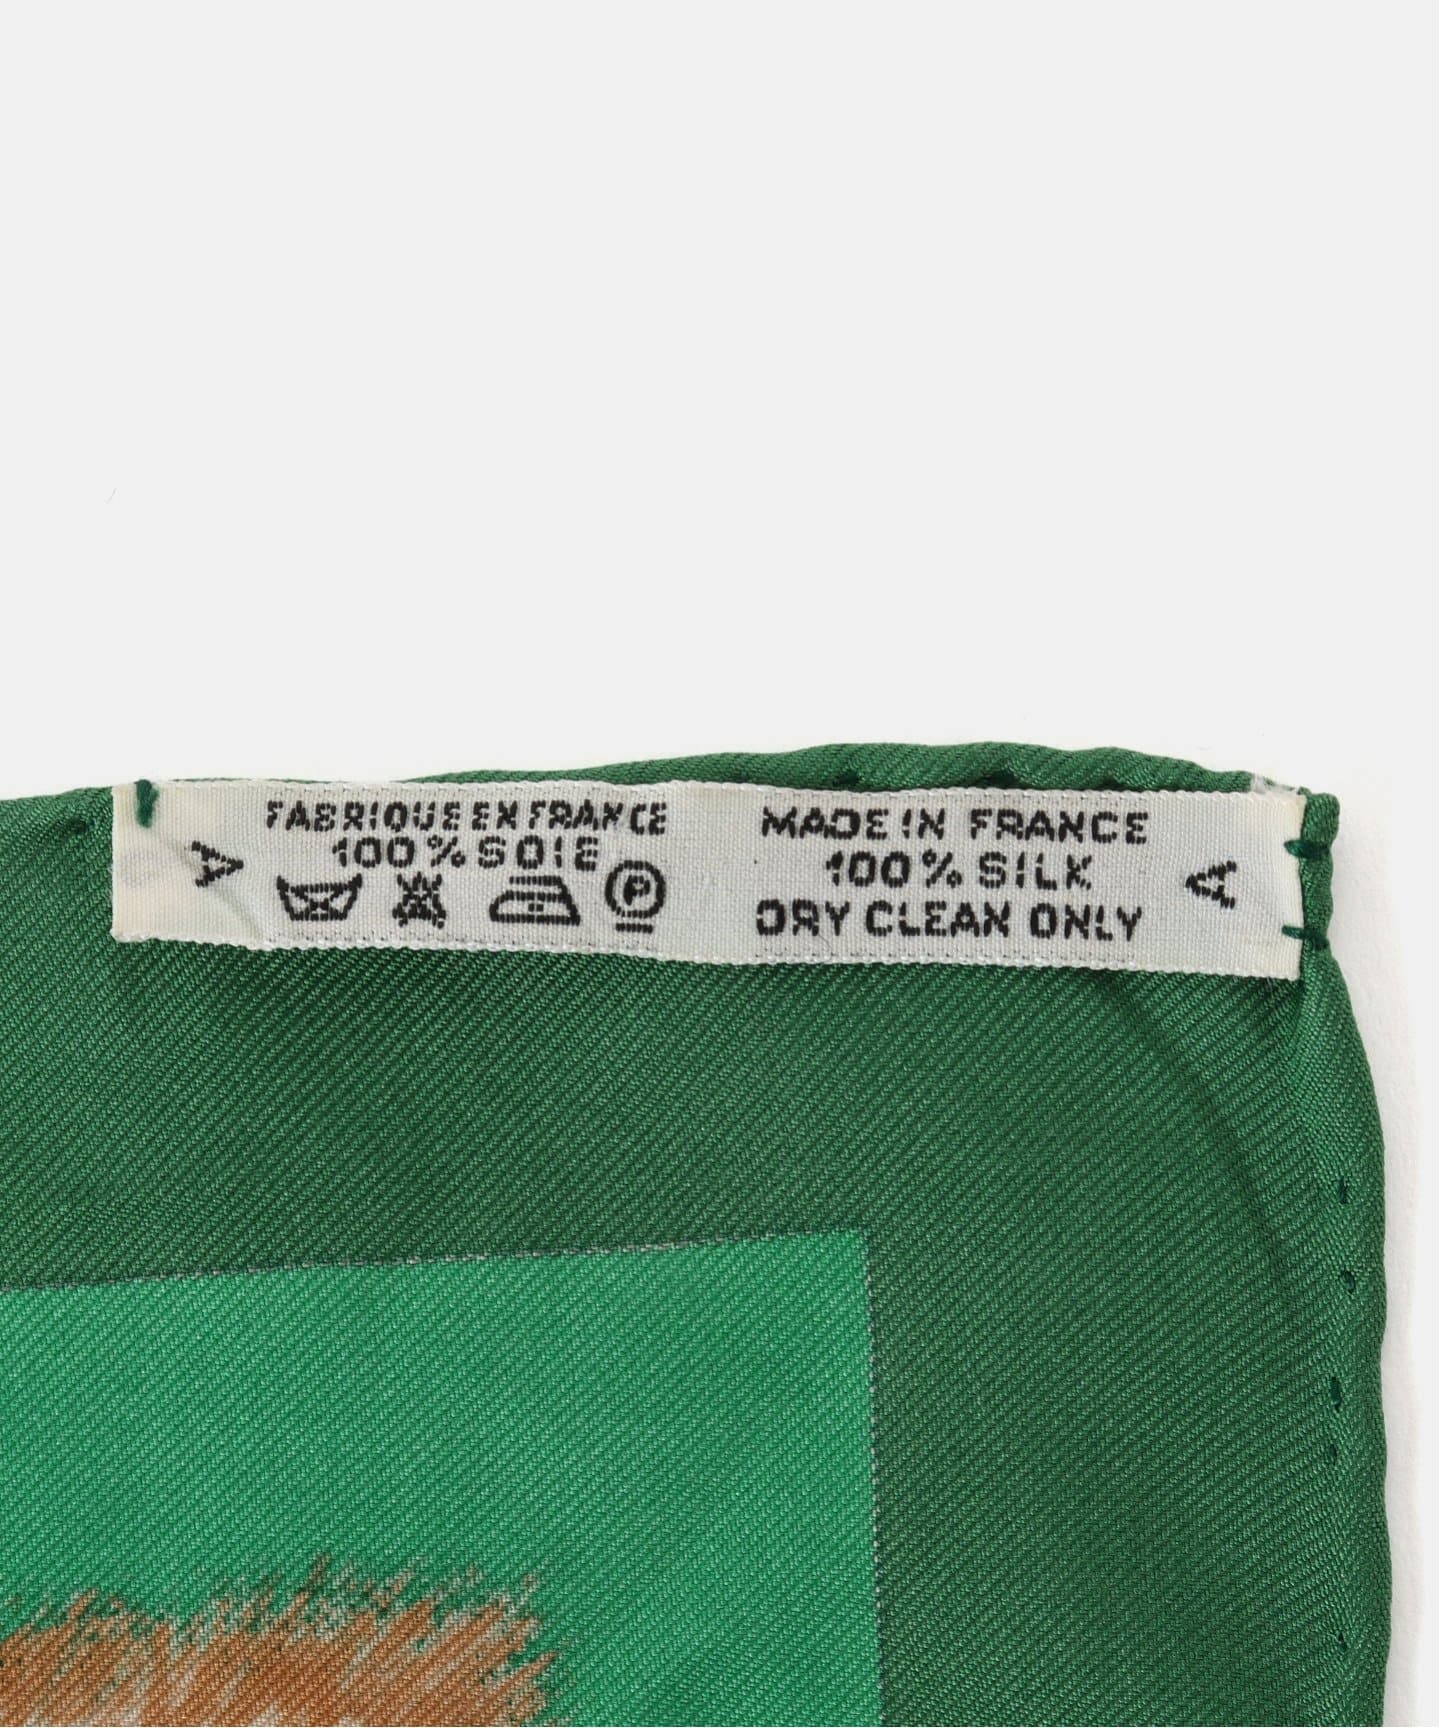 A
FABRIQUE EN FRANCE
100% SOIE
P
MADE IN FRANCE
100% SILK
DRY CLEAN ONLY
A